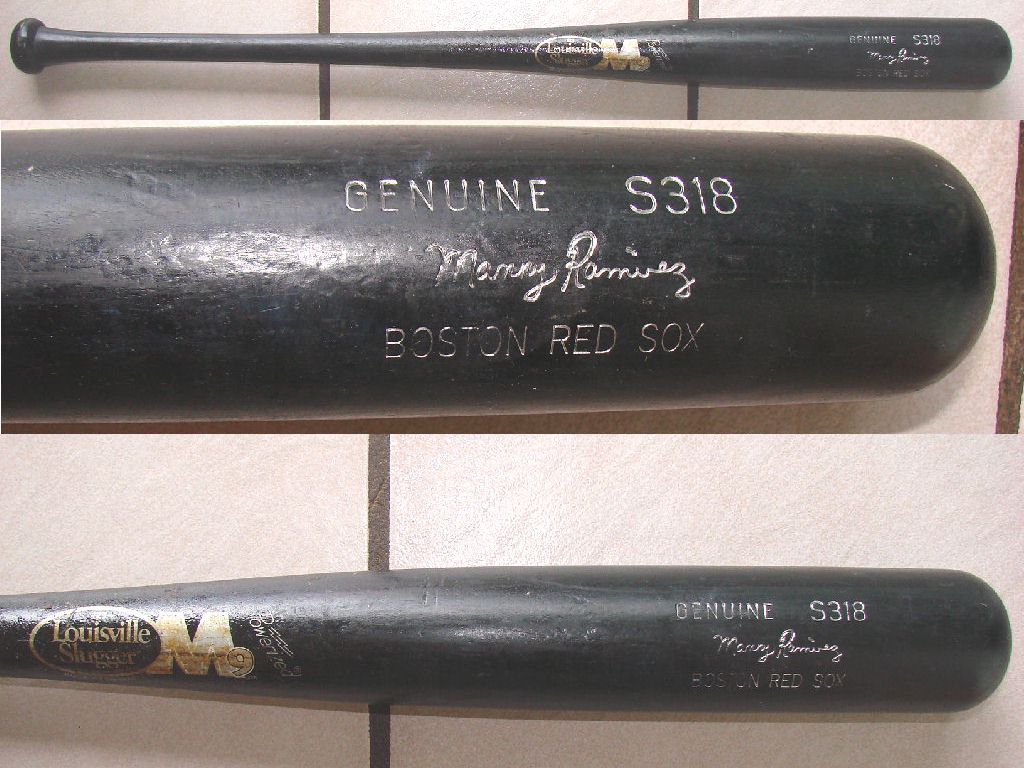 Louisville
Slugger
M
GENUINE S318
Manny Ramirez
BOSTON RED SOX
GENUINE S318
Manny Ramirez
BOSTON RED SOX
Louisville
Slugger
M9
GENUINE S318
Manny Ramirez
BOSTON RED SOX